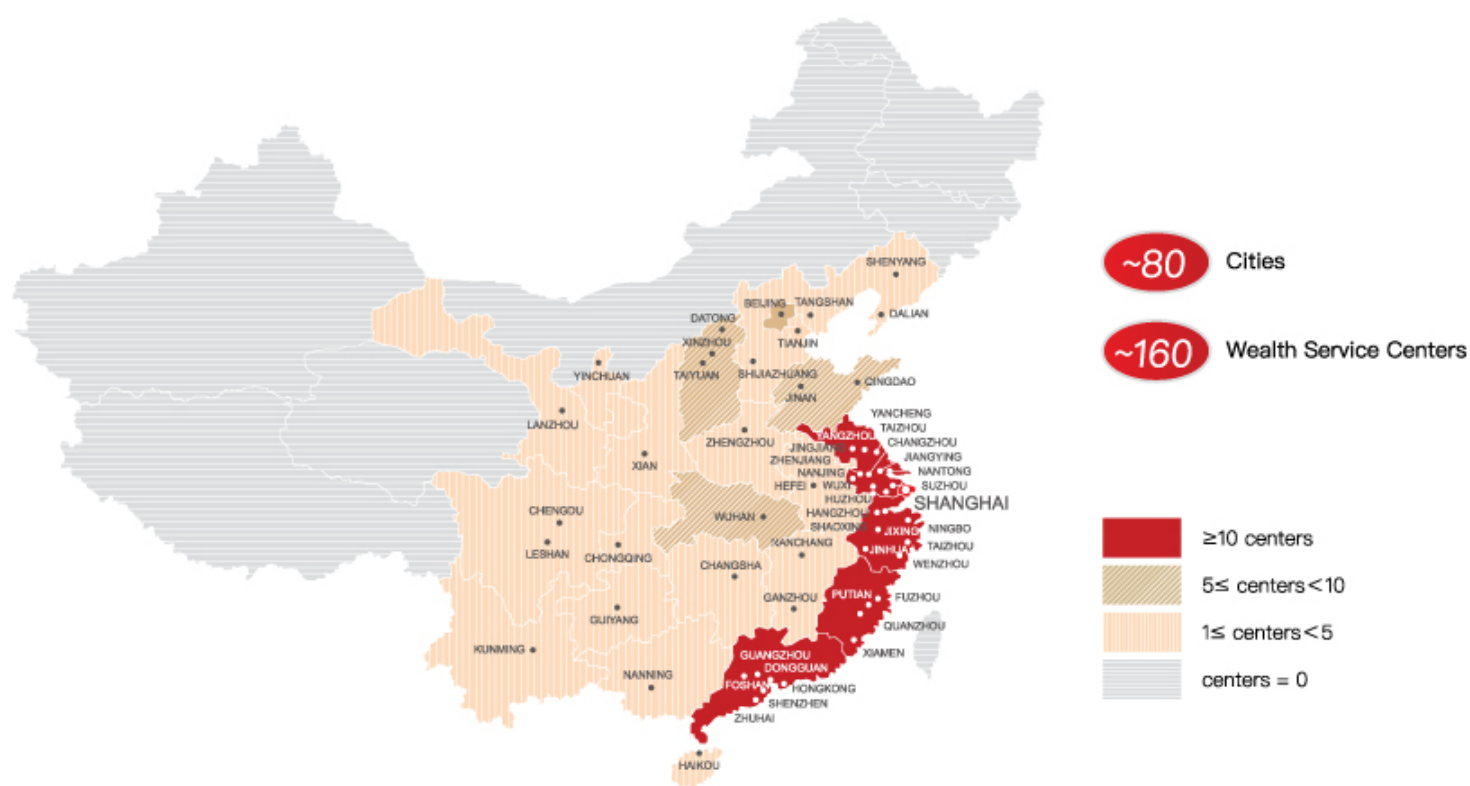 SHENYANG
BEIJING
TANGSHAN
DATONG
DALIAN
XINZHOU
TIANJIN
YINCHUAN
TAIYUAN
SHIJIAZHUANG
QINGDAO
JINAN
LANZHOU
YANCHENG
TAIZHOU
YANGZHOU
ZHENGZHOU
CHANGZHOU
JINGJIANG
JIANGYING
ZHENJIANG
XIAN
NANJING
NANTONG
HEFEI
WUXI
SUZHOU
HUZHOU
SHANGHAI
CHENGDU
HANGZHOU
WUHAN
SHAOXING
JIXING
NINGBO
NANCHANG
TAIZHOU
LESHAN
CHONGQING
JINHUA
WENZHOU
CHANGSHA
GANZHOU
PUTIAN
FUZHOU
GUIYANG
QUANZHOU
KUNMING
GUANGZHOU
XIAMEN
DONGGUAN
NANNING
FOSHAN
HONGKONG
SHENZHEN
ZHUHAI
HAIKOU
~80 Cities
~160 Wealth Service Centers
≥10 centers
5≤ centers<10
1≤ centers<5
centers = 0